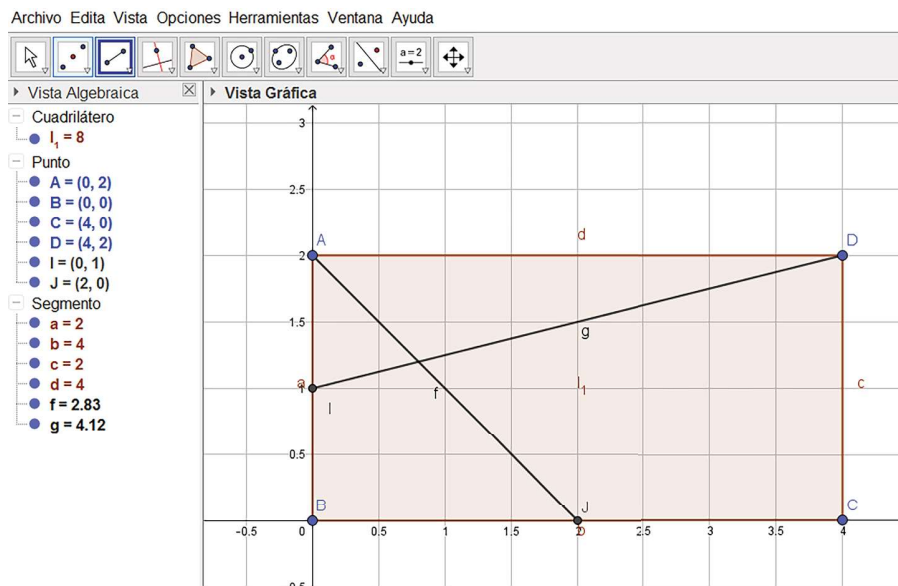 Archivo Edita Vista Opciones Herramientas Ventana Ayuda
a=2
Vista Algebraica
Vista Gráfica
Cuadrilátero
I₁ = 8
Punto
A = (0, 2)
B = (0, 0)
C = (4, 0)
D = (4, 2)
I = (0, 1)
J = (2, 0)
Segmento
a = 2
b = 4
c = 2
d = 4
f = 2.83
g = 4.12
3
2.5
A
d
D
2
1.5
g
a
1
f
I₁
c
I
0.5
B
J
C
−0.5
0
0.5
1
1.5
2
b
2.5
3
3.5
4